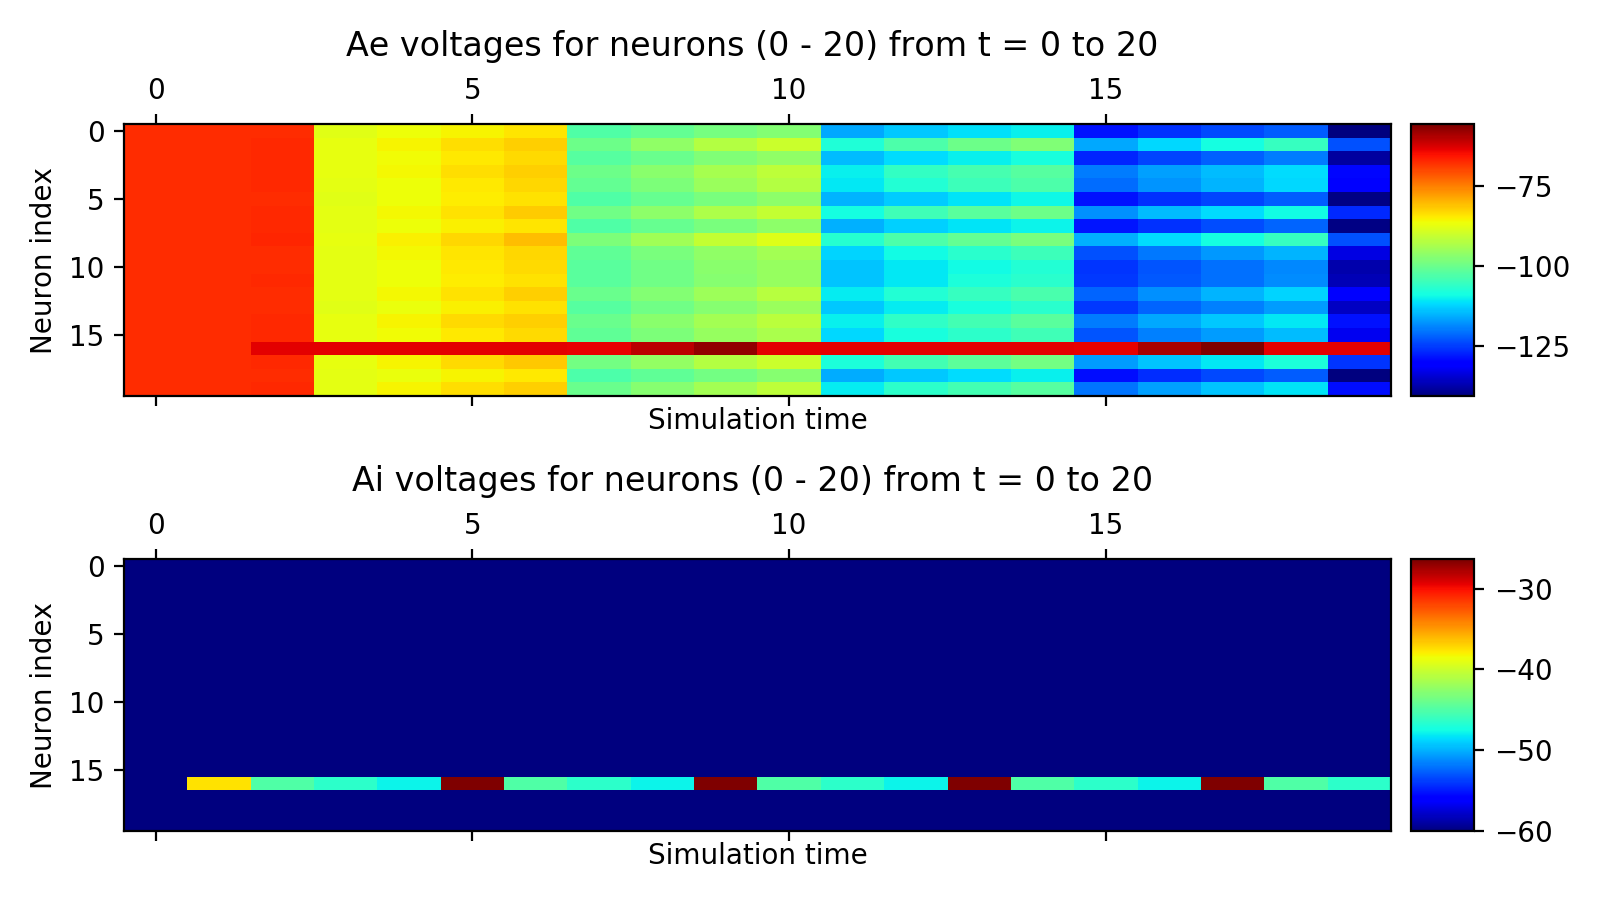 Ae voltages for neurons (0 - 20) from t = 0 to 20
0 5 10 15
Neuron index
0
5
10
15
−75
−100
−125
Simulation time
Ai voltages for neurons (0 - 20) from t = 0 to 20
0 5 10 15
Neuron index
0
5
10
15
−30
−40
−50
−60
Simulation time